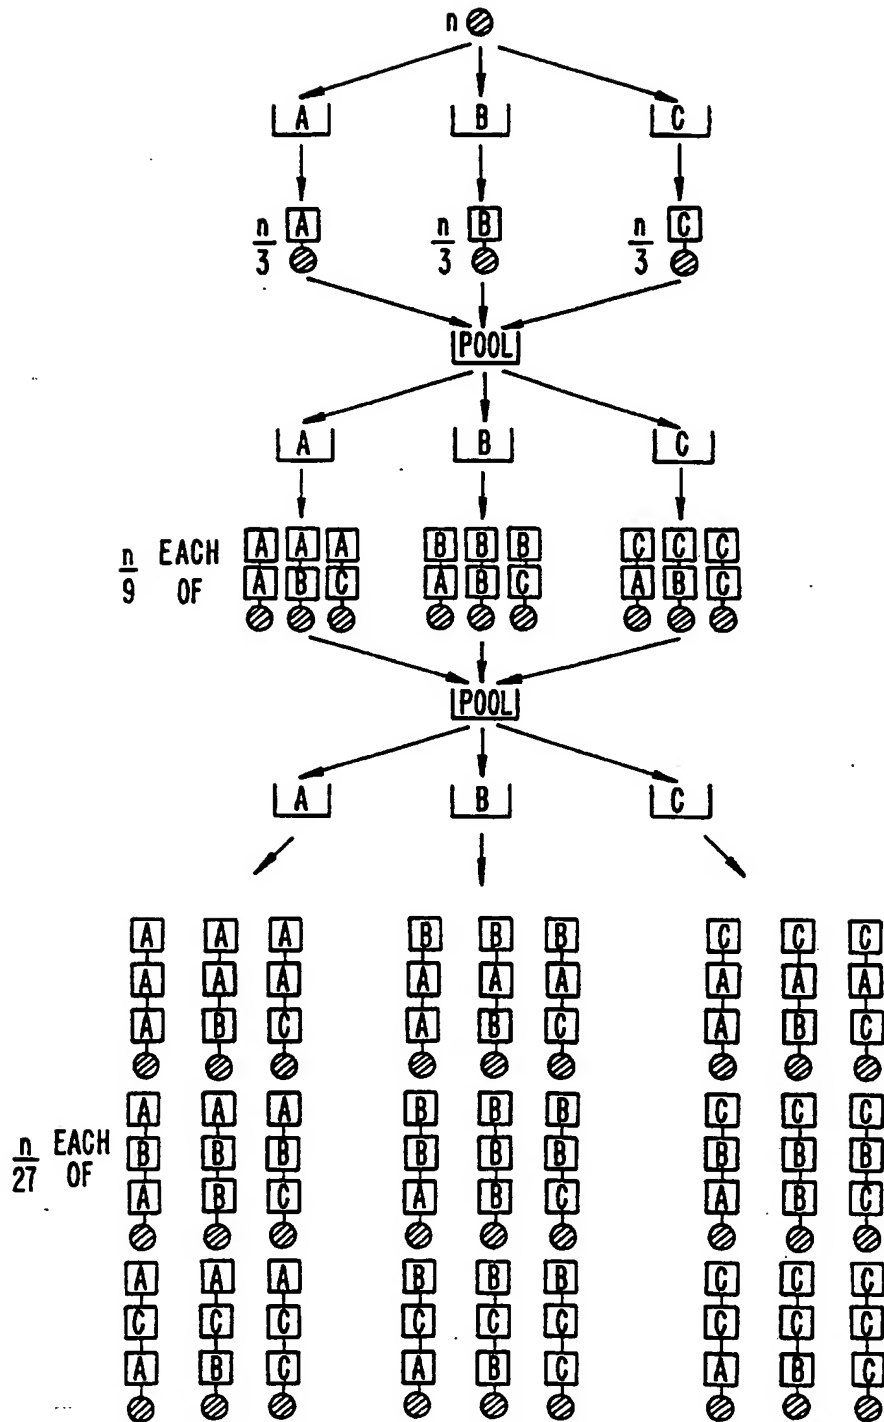 n
A B C
n/3 A n/3 B n/3 C
POOL
A B C
n/9 EACH OF
A A A B B B C C C
A B C A B C A B C
POOL
A B C
A A A B B B C C C
A A A A A A A A A
A B C A B C A B C
n/27 EACH OF
A A A B B B C C C
B B B B B B B B B
A B C A B C A B C
A A A B B B C C C
C C C C C C C C C
A B C A B C A B C